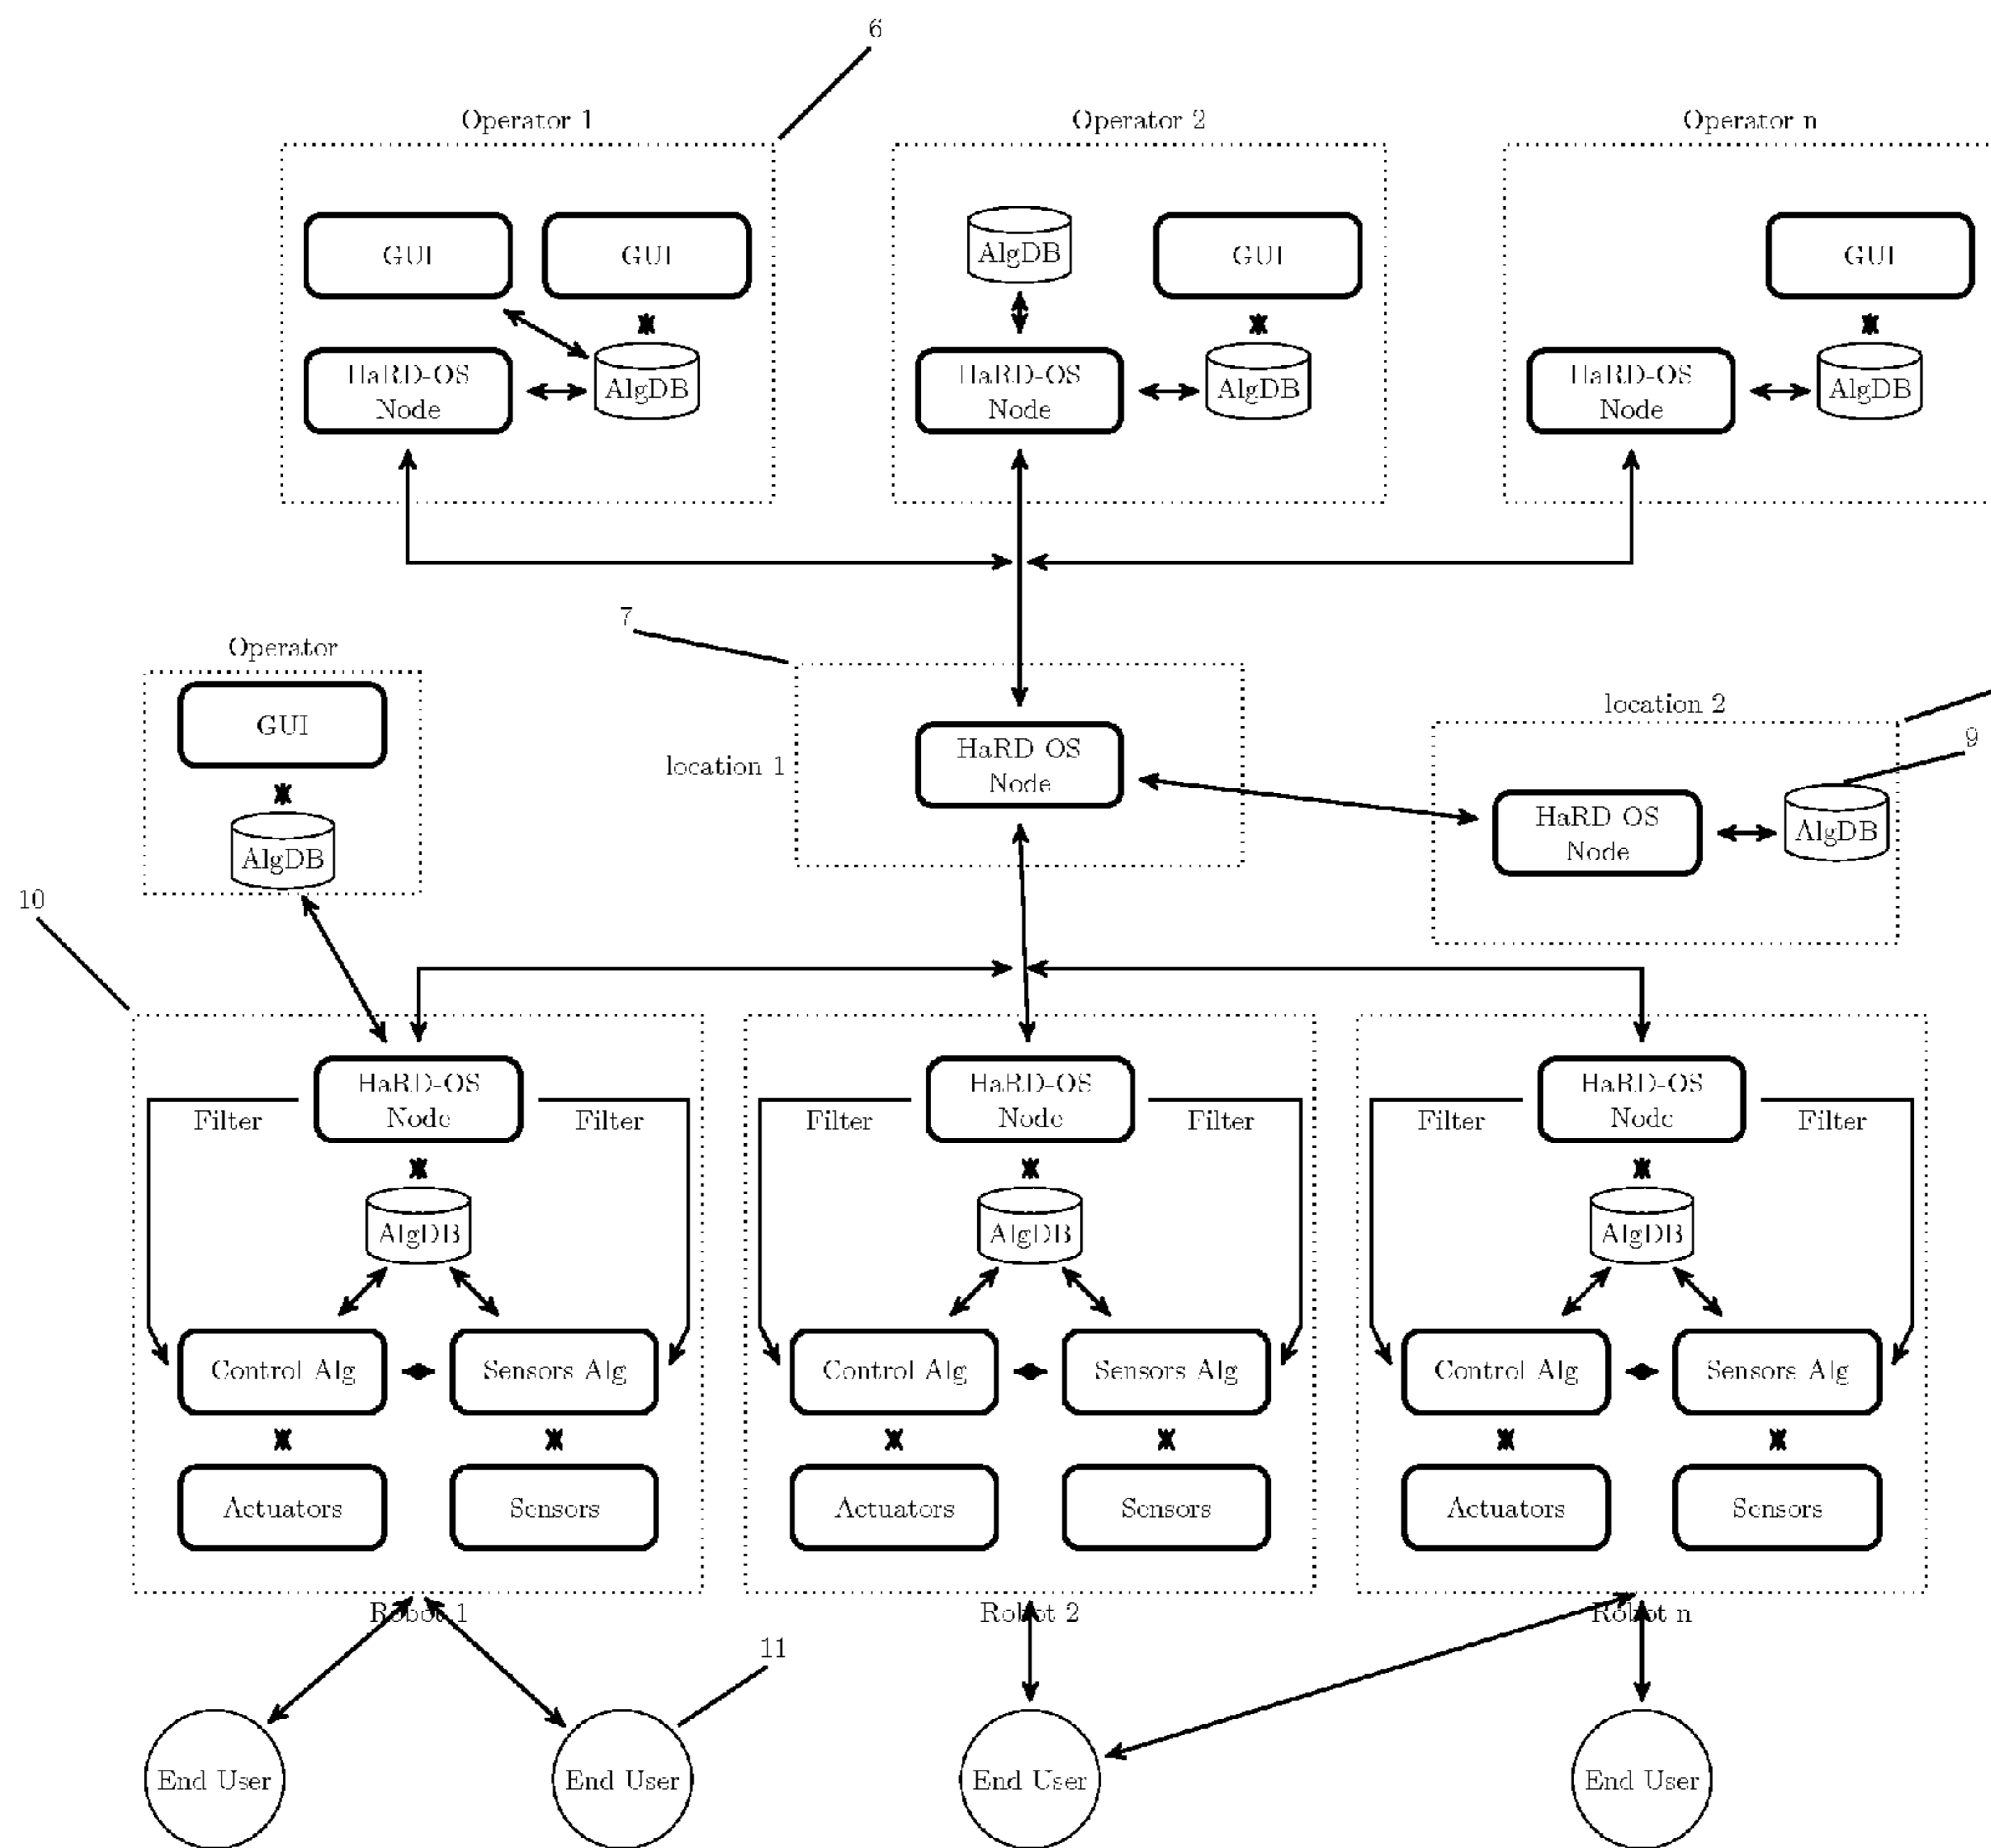 6
Operator 1
Operator 2
Operator n
GUI
GUI
AlgDB
GUI
GUI
HaRD-OS
Node
AlgDB
HaRD-OS
Node
AlgDB
HaRD-OS
Node
AlgDB
7
Operator
location 2
GUI
location 1
HaRD OS
Node
9
HaRD OS
Node
AlgDB
AlgDB
10
HaRD-OS
Node
Filter
Filter
HaRD-OS
Node
Filter
Filter
HaRD-OS
Node
Filter
Filter
AlgDB
AlgDB
AlgDB
Control Alg
Sensors Alg
Control Alg
Sensors Alg
Control Alg
Sensors Alg
Actuators
Sensors
Actuators
Sensors
Actuators
Sensors
Robot 1
Robot 2
Robot n
11
End User
End User
End User
End User